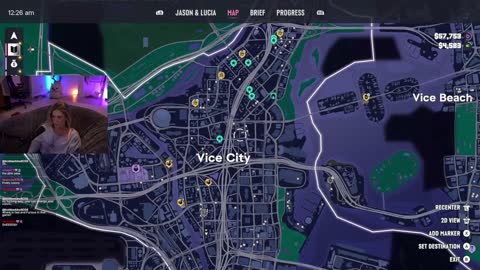 12:26 am
JASON & LUCIA
MAP
BRIEF
PROGRESS
$57,753
$4,583
Vice Beach
Vice City
RECENTER
2D VIEW
ADD MARKER
SET DESTINATION
EXIT